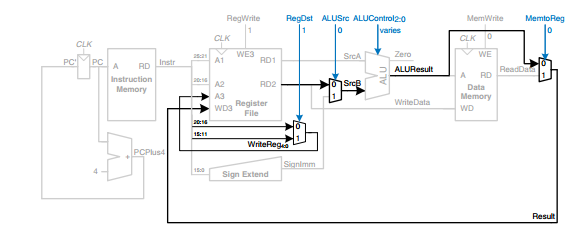 RegWrite
1
RegDst
1
ALUSrc
0
ALUControl2:0
varies
MemWrite
0
MemtoReg
0
CLK
CLK
CLK
PC'
PC
A
RD
Instruction
Memory
Instr
25:21
20:16
A1
A2
A3
WD3
WE3
RD1
RD2
Register
File
SrcA
SrcB
0
1
Zero
ALU
ALUResult
WE
A
RD
Data
Memory
WD
WriteData
ReadData
0
1
20:16
15:11
0
1
WriteReg4:0
PCPlus4
+
4
15:0
Sign Extend
SignImm
Result